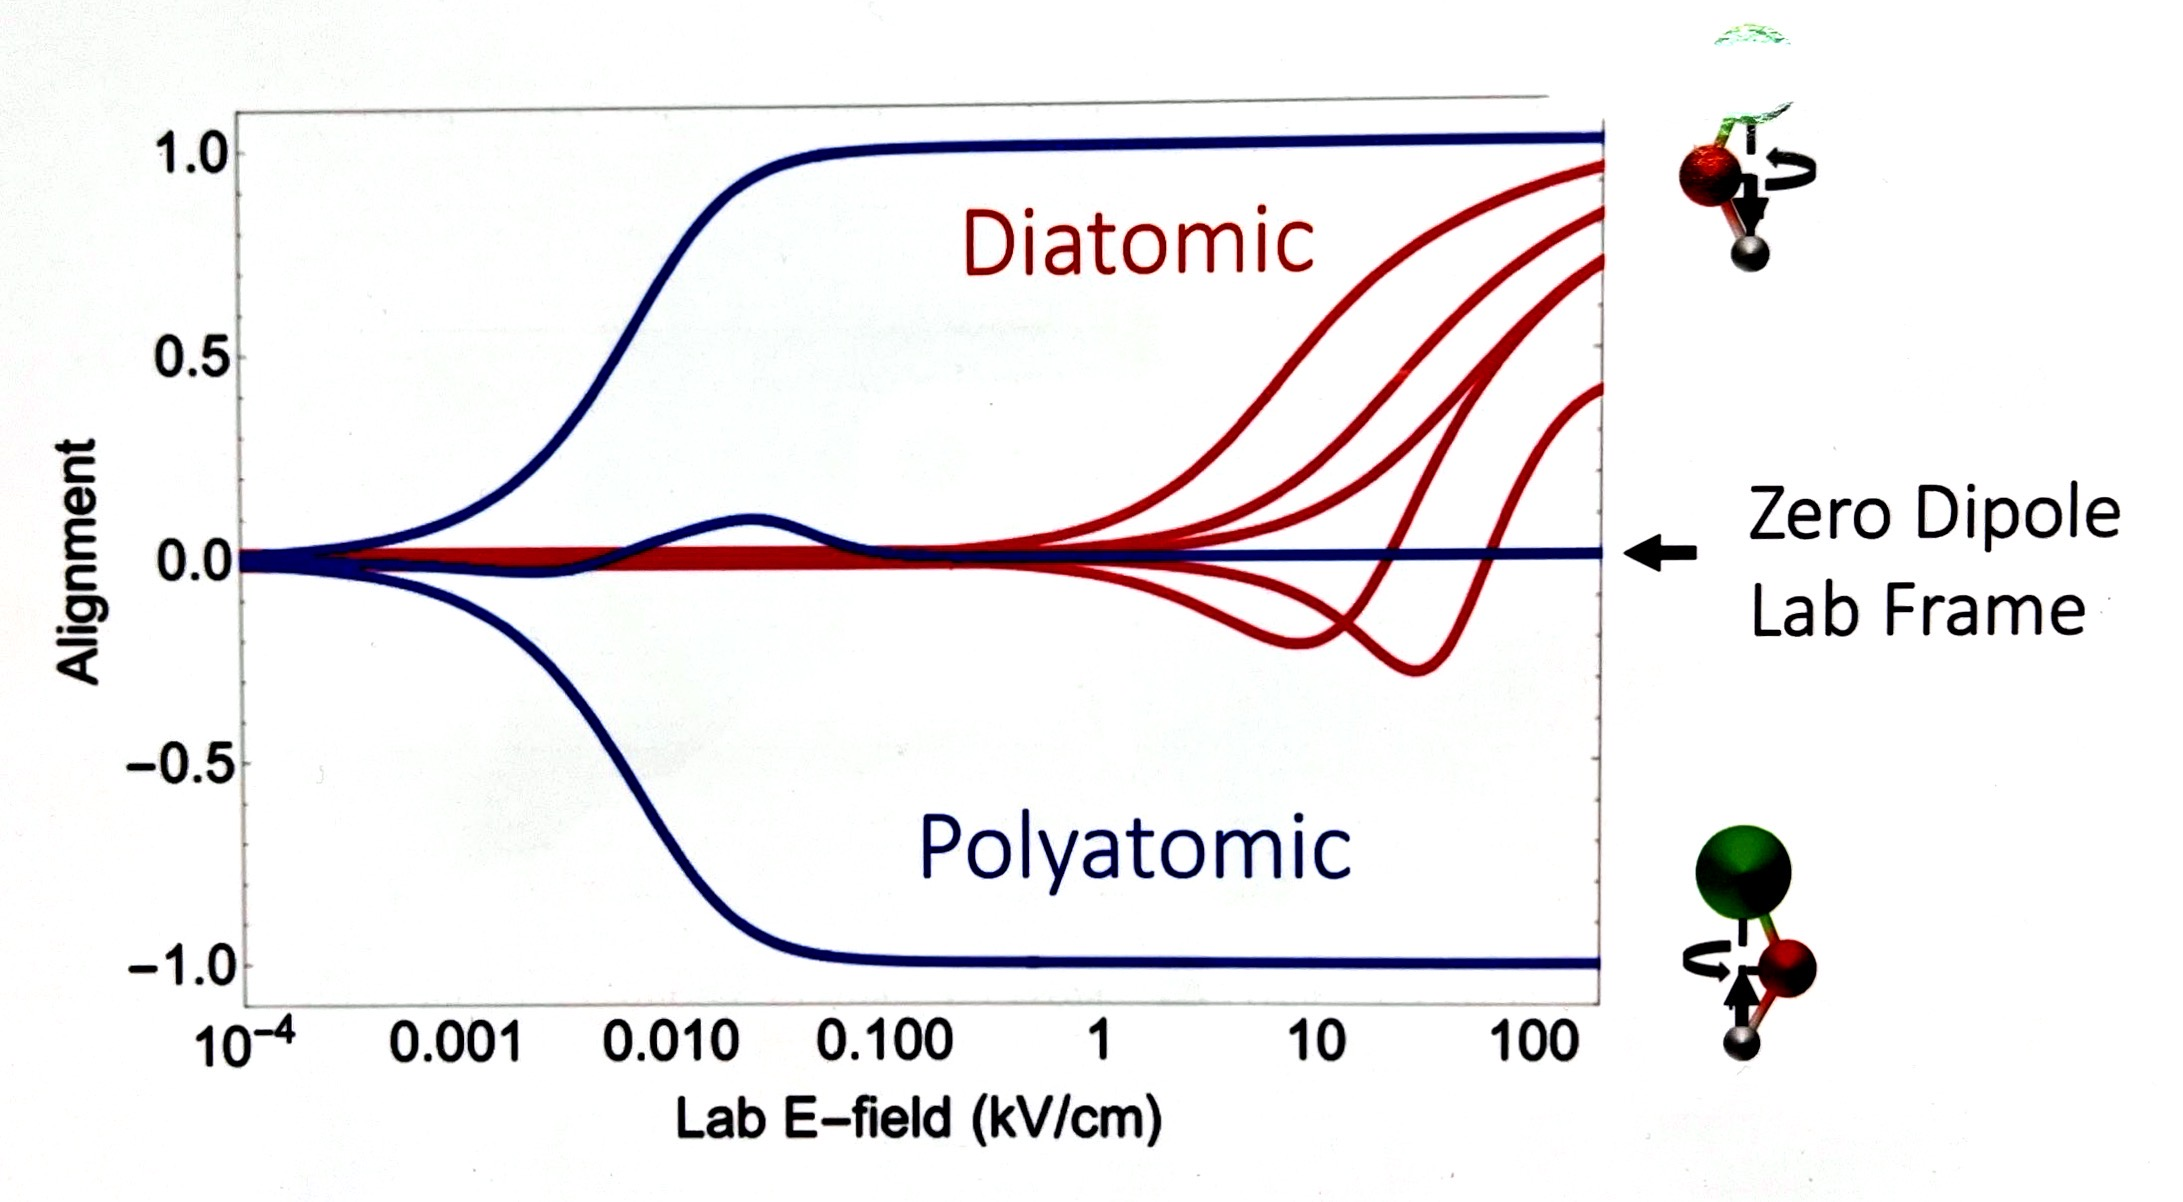 1.0
0.5
0.0
−0.5
−1.0
Alignment
Diatomic
Polyatomic
Zero Dipole
Lab Frame
10⁻⁴ 0.001 0.010 0.100 1 10 100
Lab E−field (kV/cm)